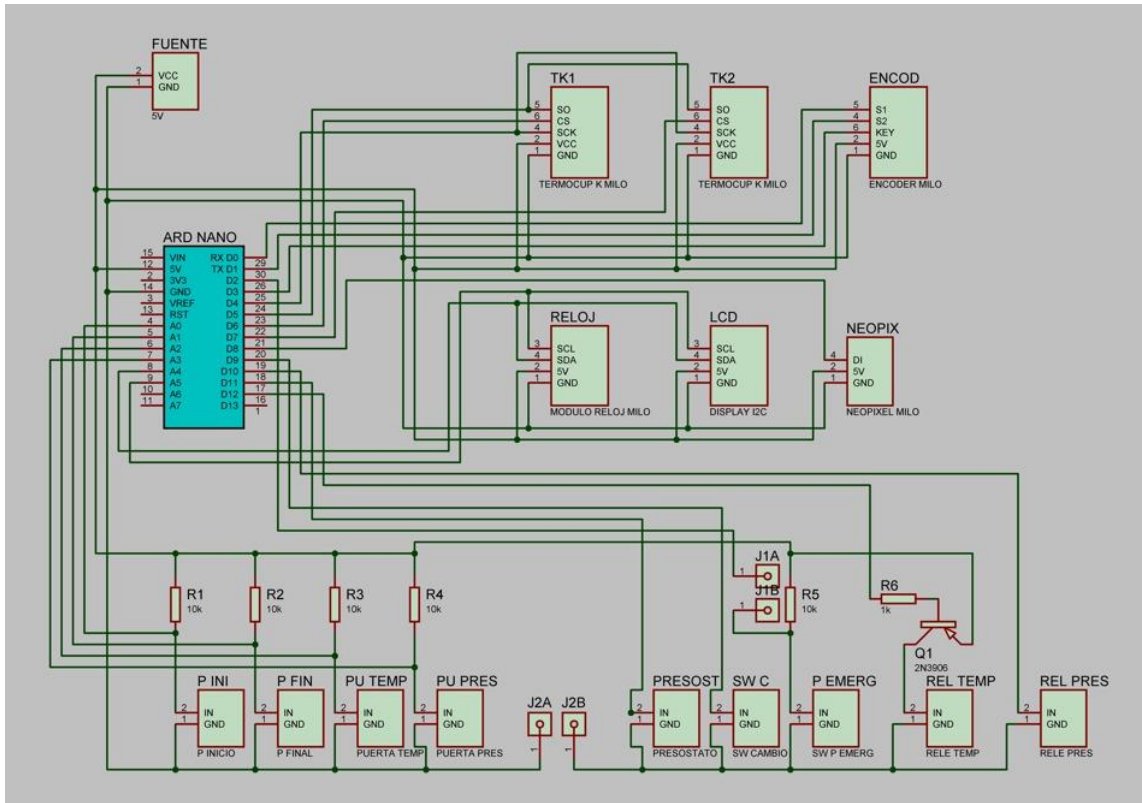 FUENTE
2 VCC
1 GND
5V
TK1
5 SO
6 CS
4 SCK
2 VCC
1 GND
TERMOCUP K MILO
TK2
5 SO
6 CS
4 SCK
2 VCC
1 GND
TERMOCUP K MILO
ENCOD
5 S1
4 S2
6 KEY
2 5V
1 GND
ENCODER MILO
ARD NANO
15 VIN RX D0
12 5V TX D1 29
2 3V3 D2 30
14 GND D3 26
3 VREF D4 25
13 RST D5 24
4 A0 D6 23
5 A1 D7 22
6 A2 D8 21
7 A3 D9 20
8 A4 D10 19
9 A5 D11 18
10 A6 D12 17
11 A7 D13 16
1
RELOJ
3 SCL
4 SDA
2 5V
1 GND
MODULO RELOJ MILO
LCD
3 SCL
4 SDA
2 5V
1 GND
DISPLAY I2C
NEOPIX
4 DI
2 5V
1 GND
NEOPIXEL MILO
R1
10k
R2
10k
R3
10k
R4
10k
J1A
1
J1B
1
R5
10k
R6
1k
Q1
2N3906
P INI
2 IN
1 GND
P INICIO
P FIN
2 IN
1 GND
P FINAL
PU TEMP
2 IN
1 GND
PUERTA TEMP
PU PRES
2 IN
1 GND
PUERTA PRES
J2A
1
J2B
1
PRESOST
2 IN
1 GND
PRESOSTATO
SW C
2 IN
1 GND
SW CAMBIO
P EMERG
2 IN
1 GND
SW P EMERG
REL TEMP
2 IN
1 GND
RELE TEMP
REL PRES
2 IN
1 GND
RELE PRES